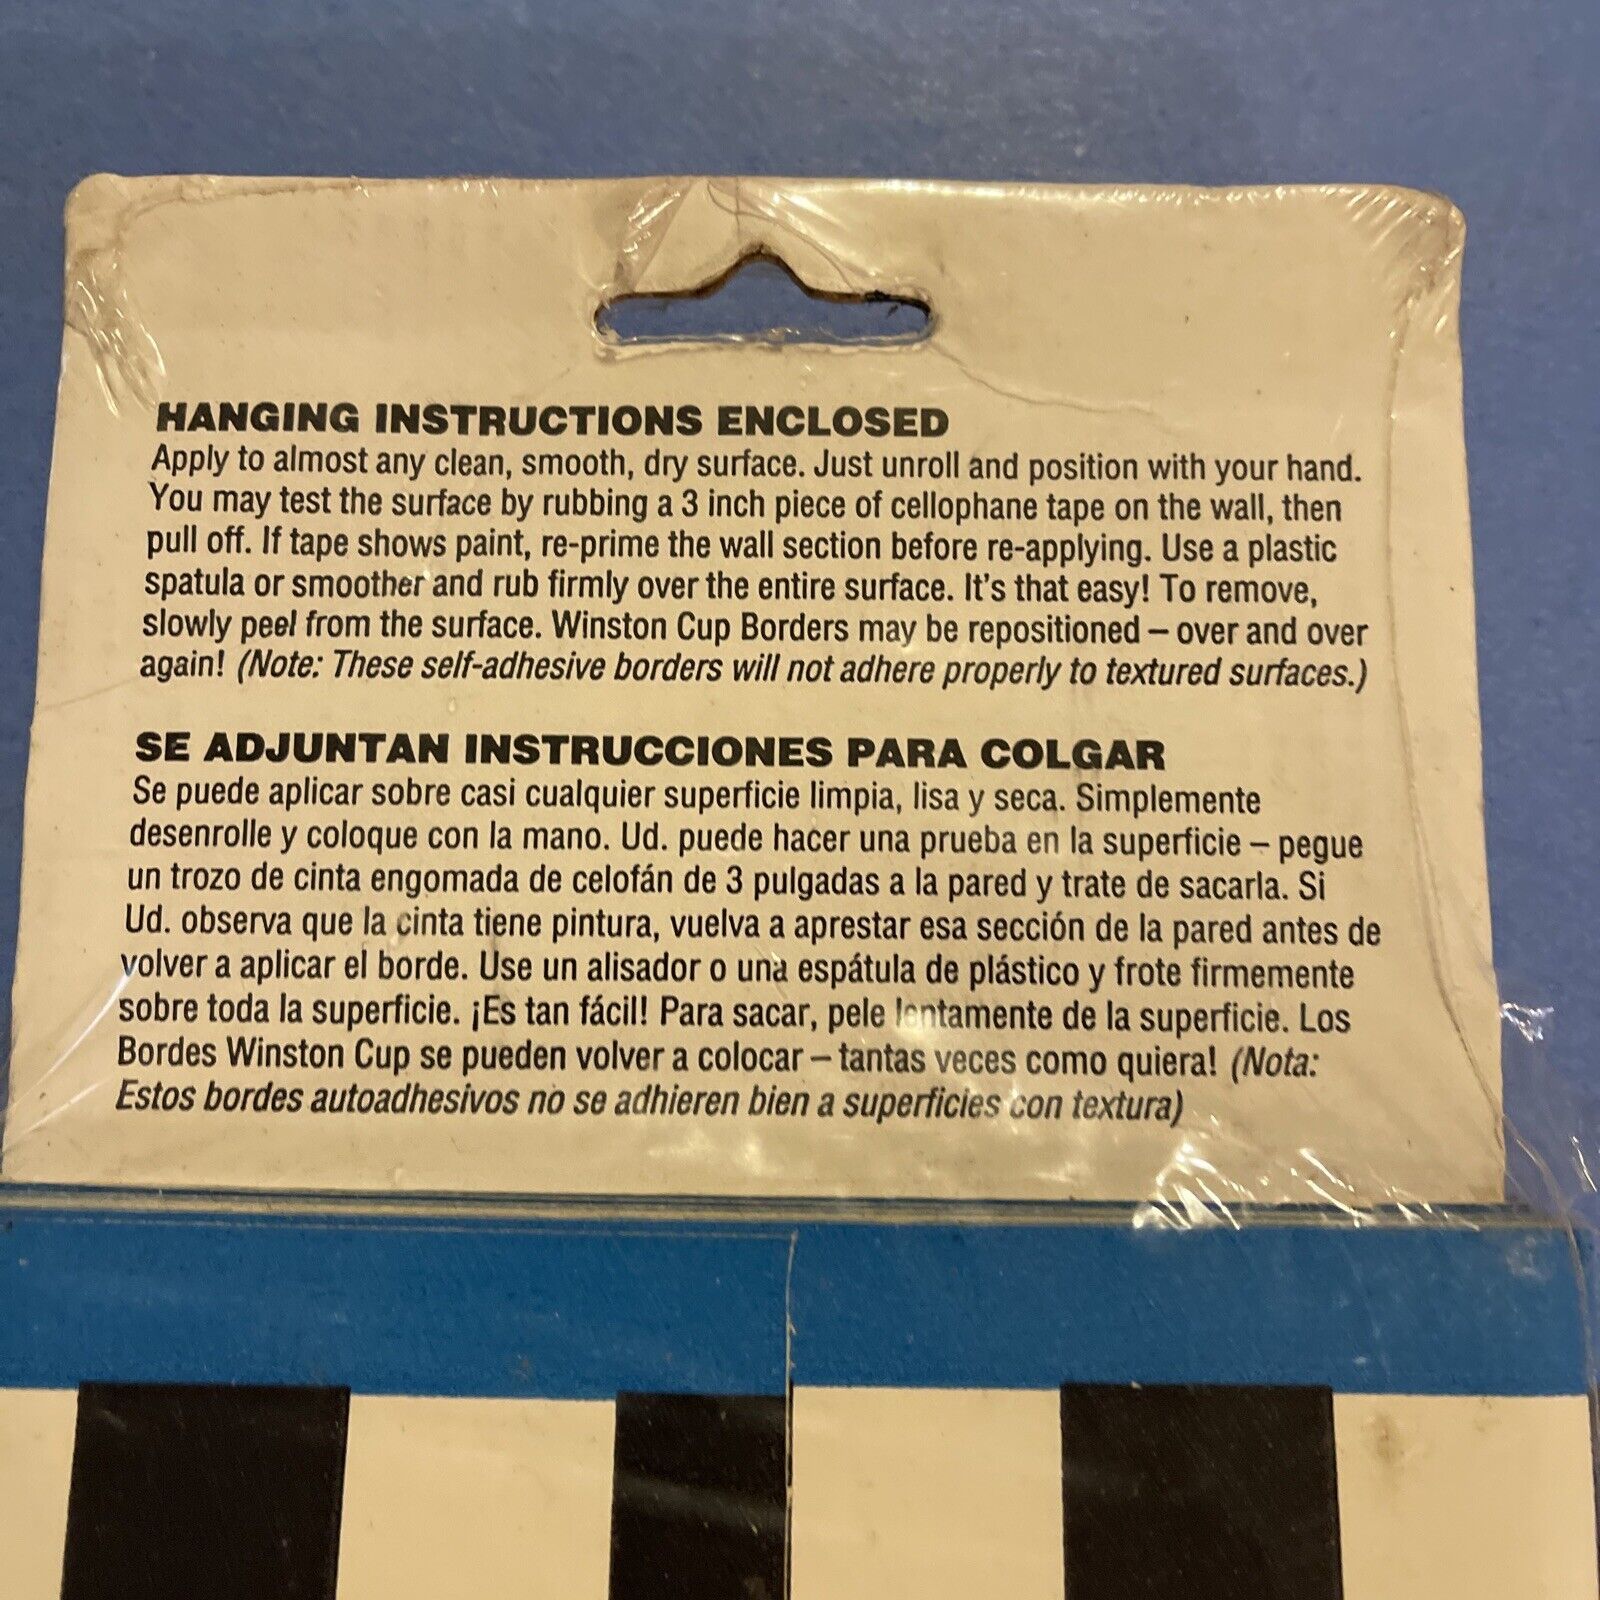 HANGING INSTRUCTIONS ENCLOSED
Apply to almost any clean, smooth, dry surface. Just unroll and position with your hand.
You may test the surface by rubbing a 3 inch piece of cellophane tape on the wall, then
pull off. If tape shows paint, re-prime the wall section before re-applying. Use a plastic
spatula or smoother and rub firmly over the entire surface. It's that easy! To remove,
slowly peel from the surface. Winston Cup Borders may be repositioned – over and over
again! (Note: These self-adhesive borders will not adhere properly to textured surfaces.)
SE ADJUNTAN INSTRUCCIONES PARA COLGAR
Se puede aplicar sobre casi cualquier superficie limpia, lisa y seca. Simplemente
desenrolle y coloque con la mano. Ud. puede hacer una prueba en la superficie – pegue
un trozo de cinta engomada de celofán de 3 pulgadas a la pared y trate de sacarla. Si
Ud. observa que la cinta tiene pintura, vuelva a aprestar esa sección de la pared antes de
volver a aplicar el borde. Use un alisador o una espátula de plástico y frote firmemente
sobre toda la superficie. ¡Es tan fácil! Para sacar, pele lentamente de la superficie. Los
Bordes Winston Cup se pueden volver a colocar – tantas veces como quiera! (Nota:
Estos bordes autoadhesivos no se adhieren bien a superficies con textura)